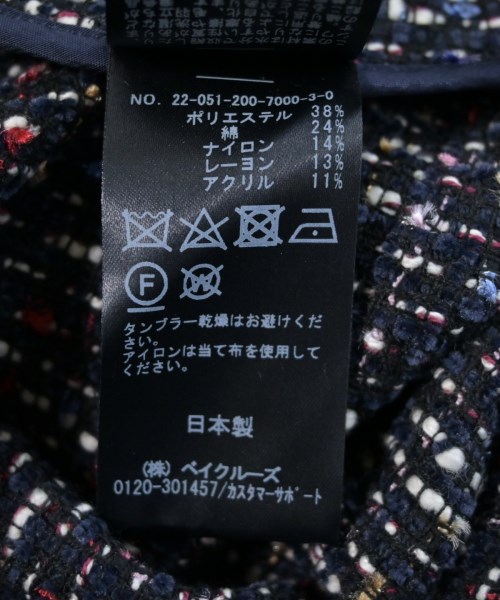 NO. 22-051-200-7000-3-0
ポリエステル 38%
綿 24%
ナイロン 14%
レーヨン 13%
アクリル 11%
F
W
タンブラー乾燥はお避けくだ
さい。
アイロンは当て布を使用して
ください。
日本製
(株) ベイクルーズ
0120-301457/カスタマーサポート